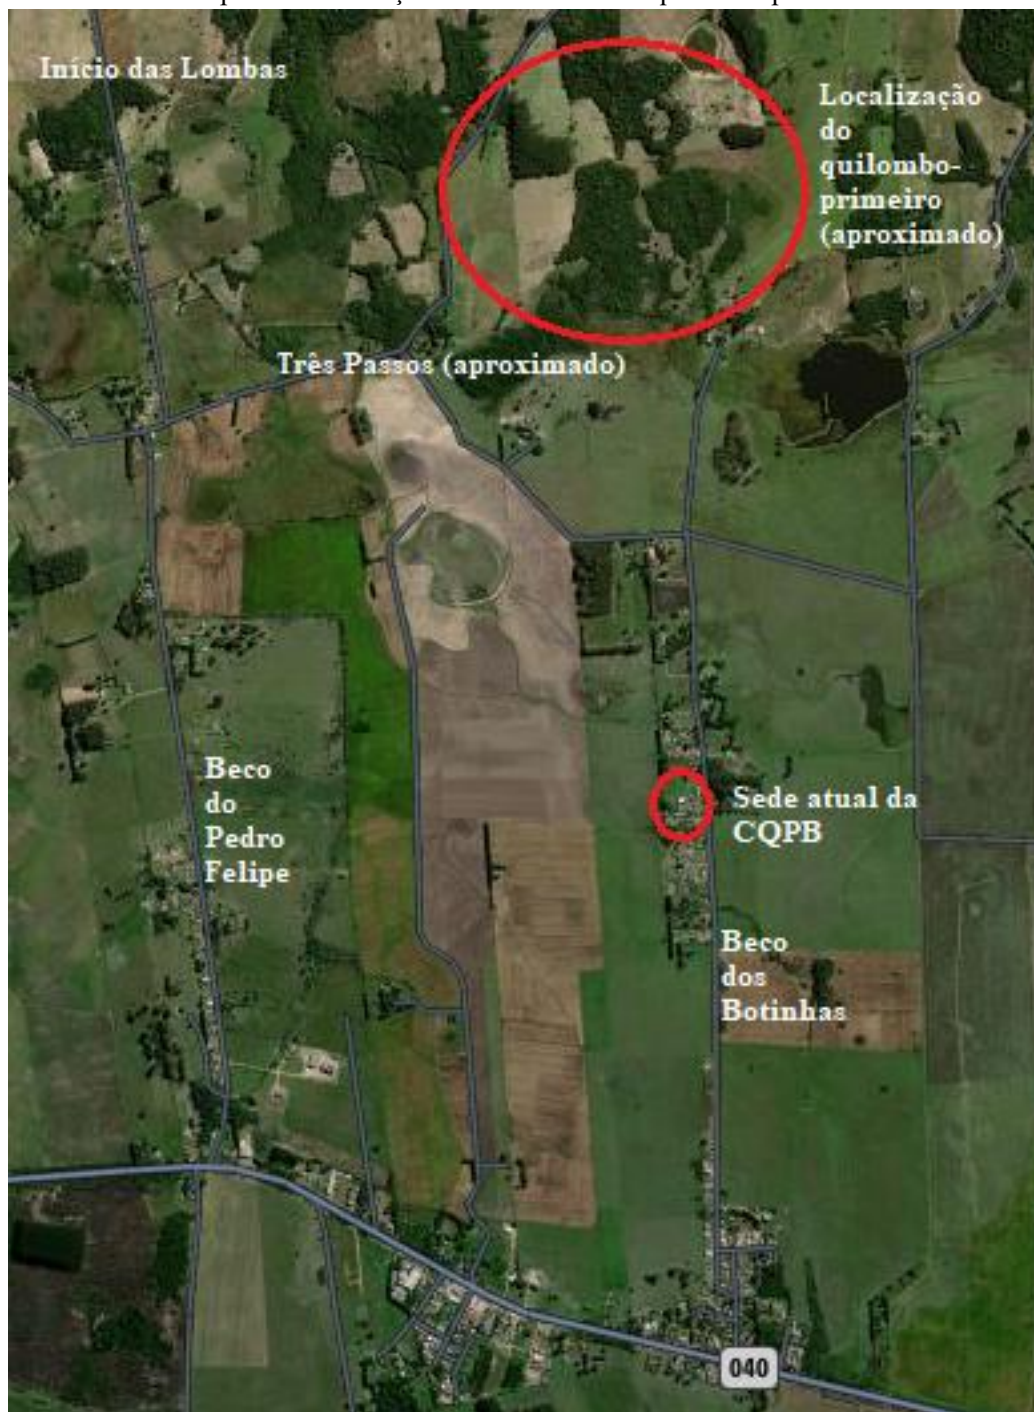 Início das Lombas
Localização
do
quilombo-
primeiro
(aproximado)
Três Passos (aproximado)
Beco
do
Pedro
Felipe
Sede atual da
CQPB
Beco
dos
Botinhas
040